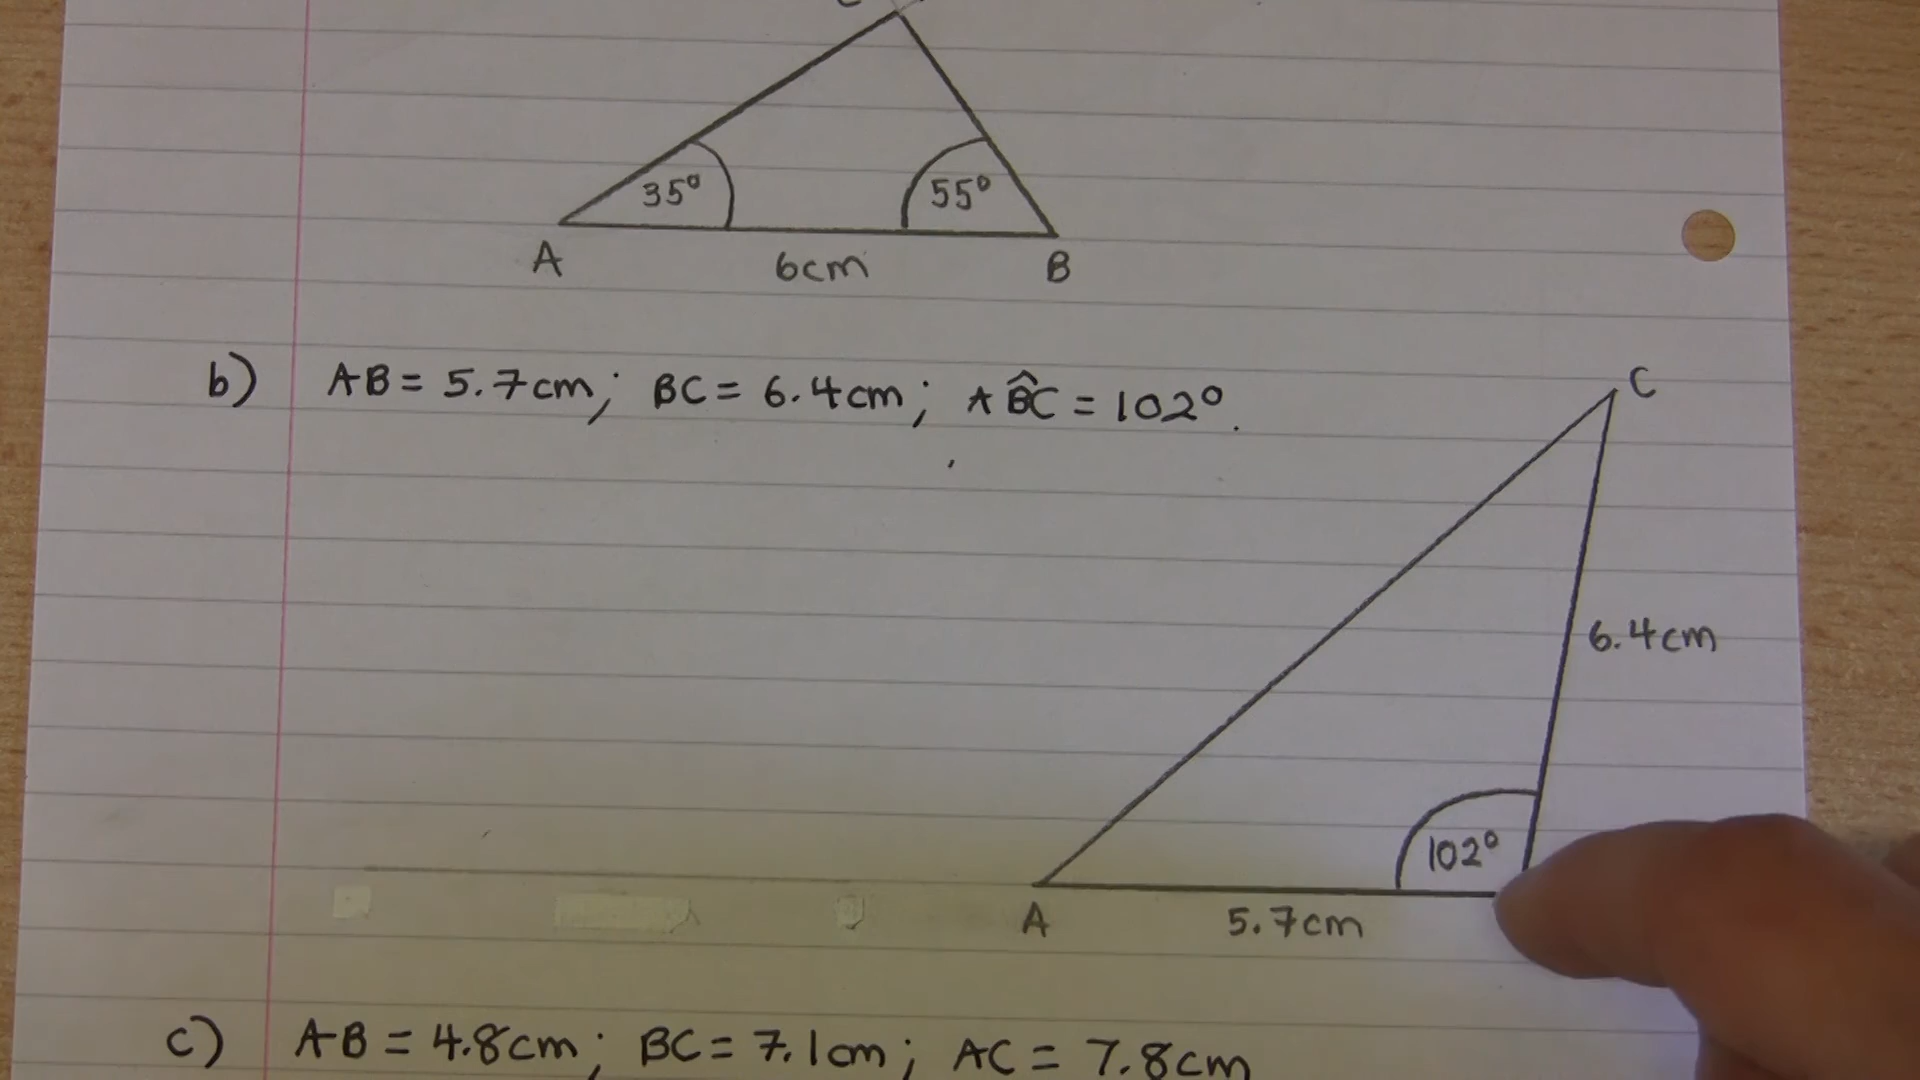 35° 55°
A 6cm B
b) AB = 5.7cm; BC = 6.4cm; AB̂C = 102°.
C
6.4cm
102°
A 5.7cm
c) AB = 4.8cm; BC = 7.1cm; AC = 7.8cm